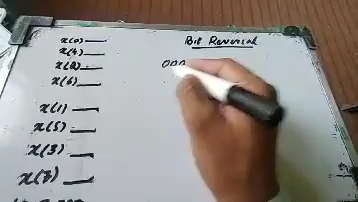 x(0)
Bit Reversal
x(4)
x(2)
000
x(6)
x(1)
x(5)
x(3)
x(7)